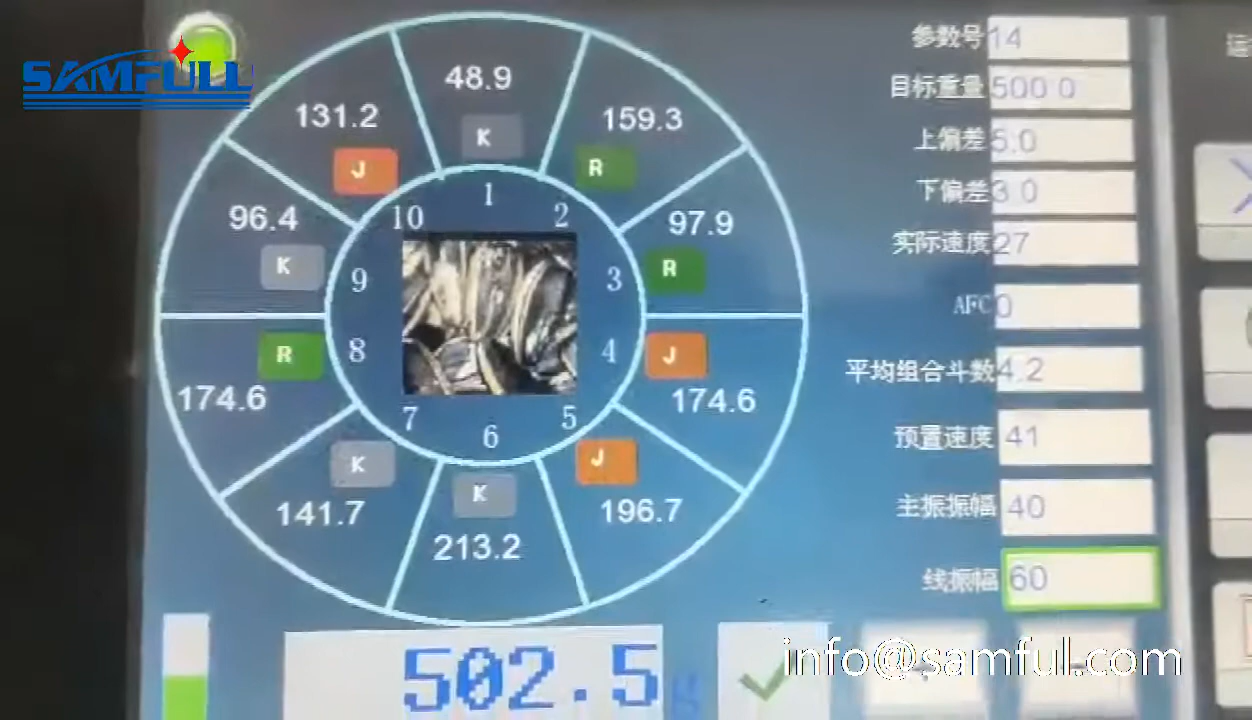 SAMFULL
48.9
K
1
159.3
R
2
97.9
R
3
174.6
J
4
196.7
J
5
213.2
K
6
141.7
K
7
174.6
R
8
96.4
K
9
131.2
J
10
参数号 14
目标重量 500 0
上偏差 5.0
下偏差 3.0
实际速度 27
AFC 0
平均组合斗数 4.2
预置速度 41
主振振幅 40
线振幅 60
502.5 g
info@samful.com